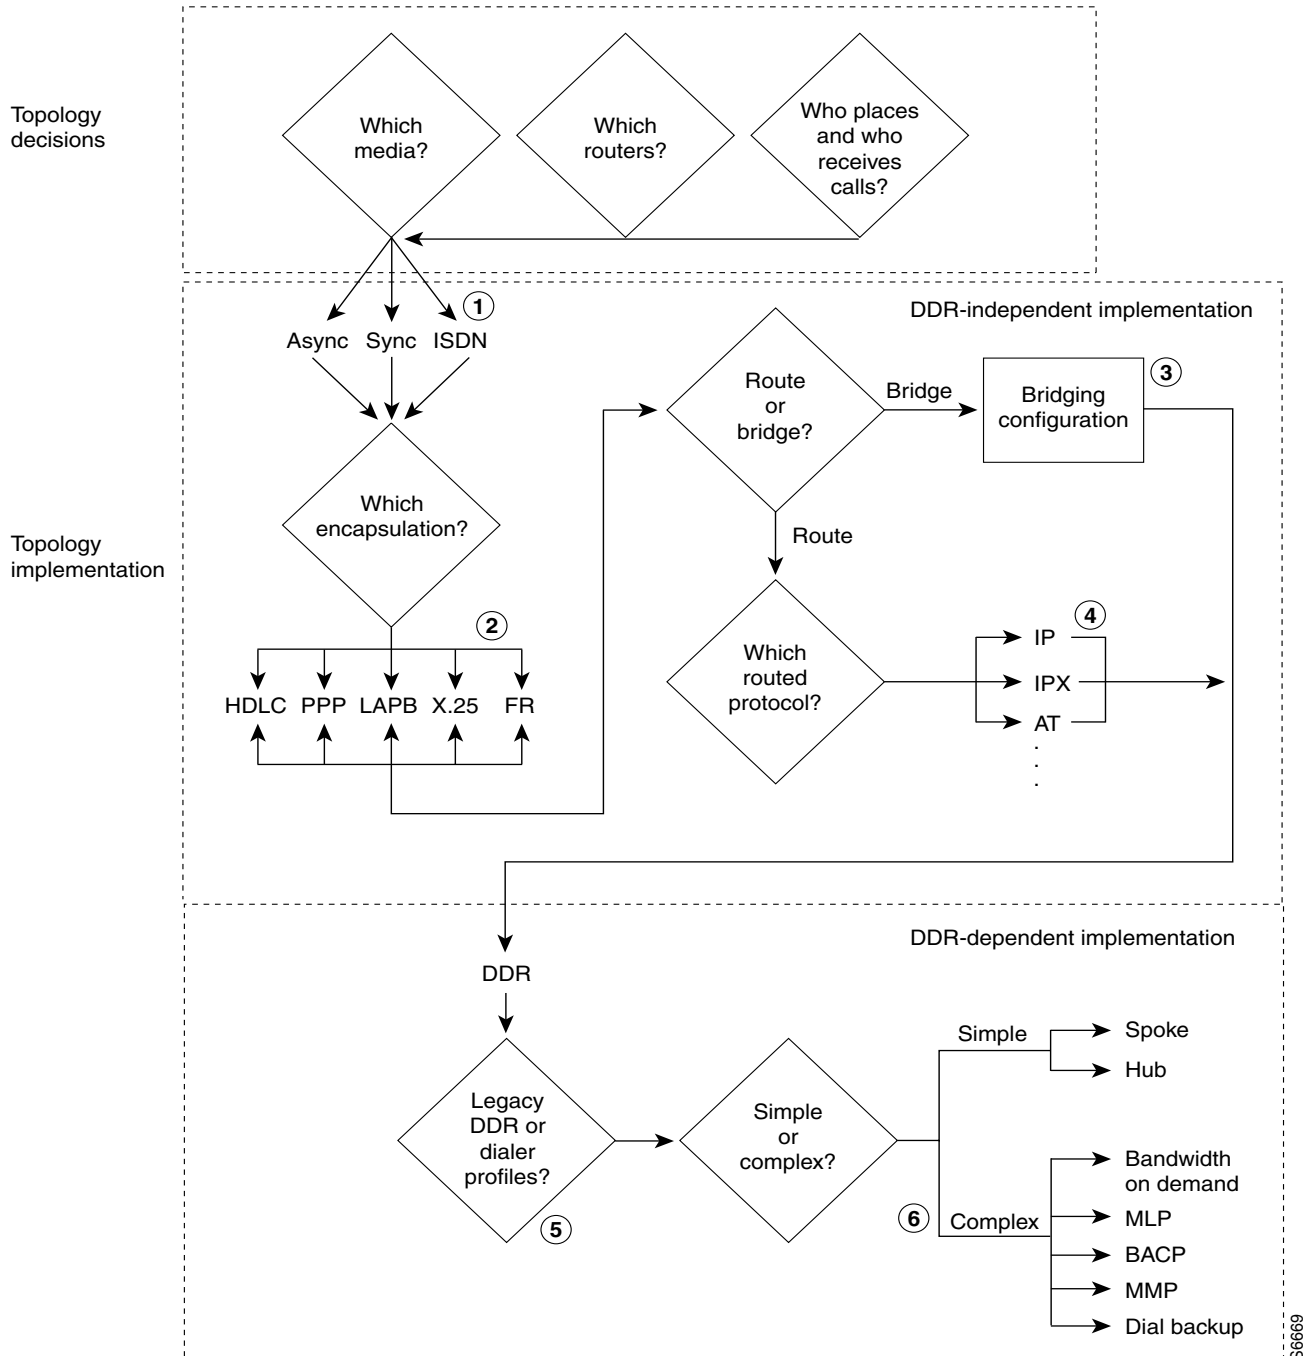 Topology
decisions
Which
media?
Which
routers?
Who places
and who
receives
calls?
Topology
implementation
DDR-independent implementation
1
Async Sync ISDN
Which
encapsulation?
2
HDLC PPP LAPB X.25 FR
Route
or
bridge?
Bridge
Bridging
configuration
3
Route
Which
routed
protocol?
4
IP
IPX
AT
.
.
.
DDR-dependent implementation
DDR
Legacy
DDR or
dialer
profiles?
5
Simple
or
complex?
6
Simple
Spoke
Hub
Complex
Bandwidth
on demand
MLP
BACP
MMP
Dial backup
S6669